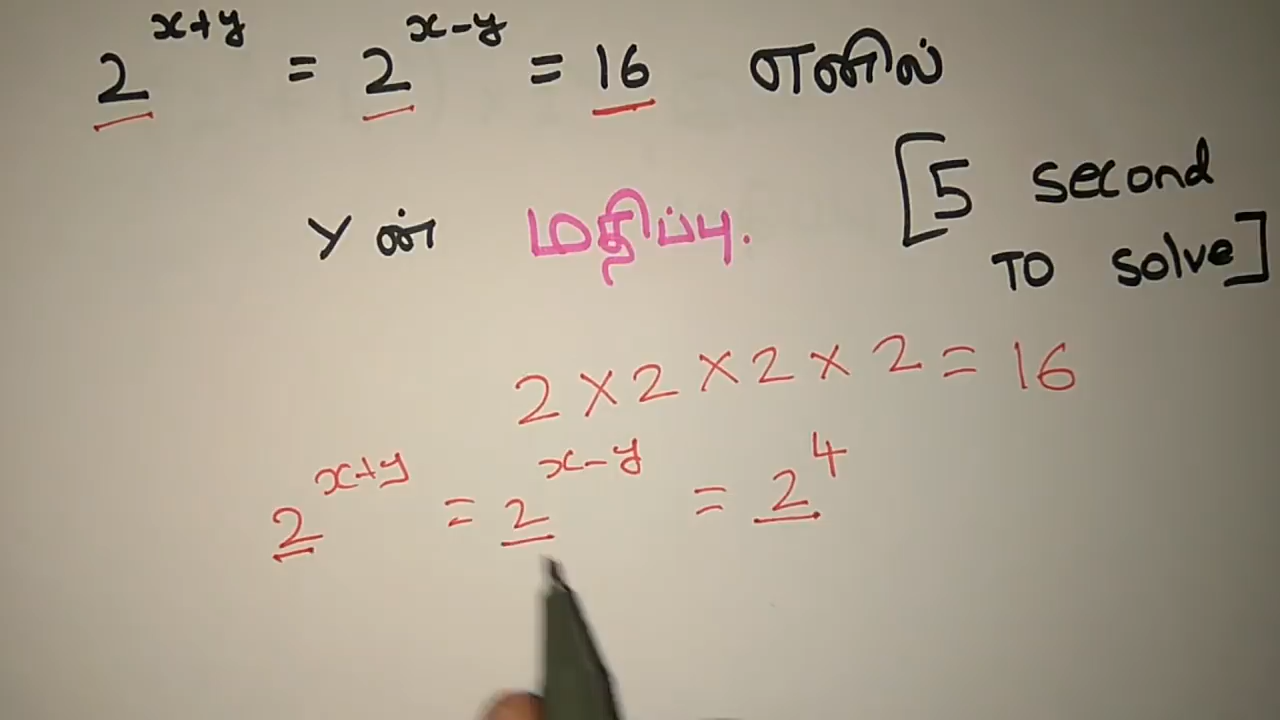 2^{x+y} = 2^{x-y} = 16 எனில்
[5 second
Y ன் மதிப்பு.
TO solve]
2 × 2 × 2 × 2 = 16
2^{x+y} = 2^{x-y} = 2^4